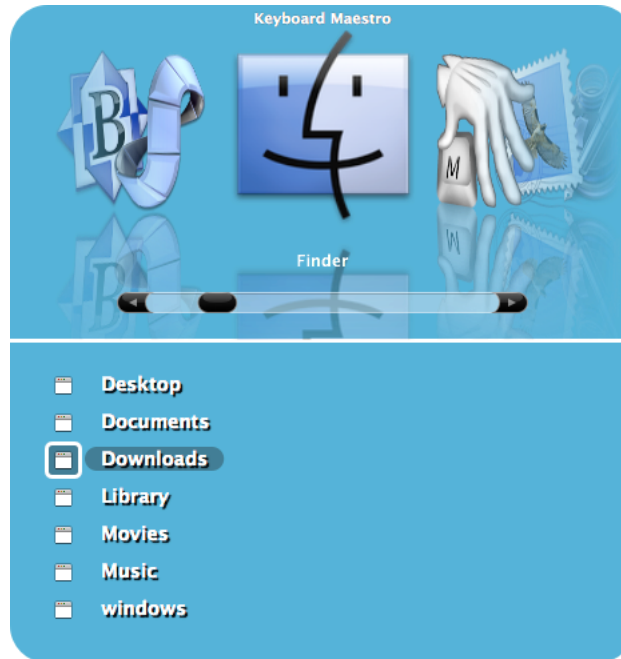 Keyboard Maestro
B
M
Finder
Desktop
Documents
Downloads
Library
Movies
Music
windows